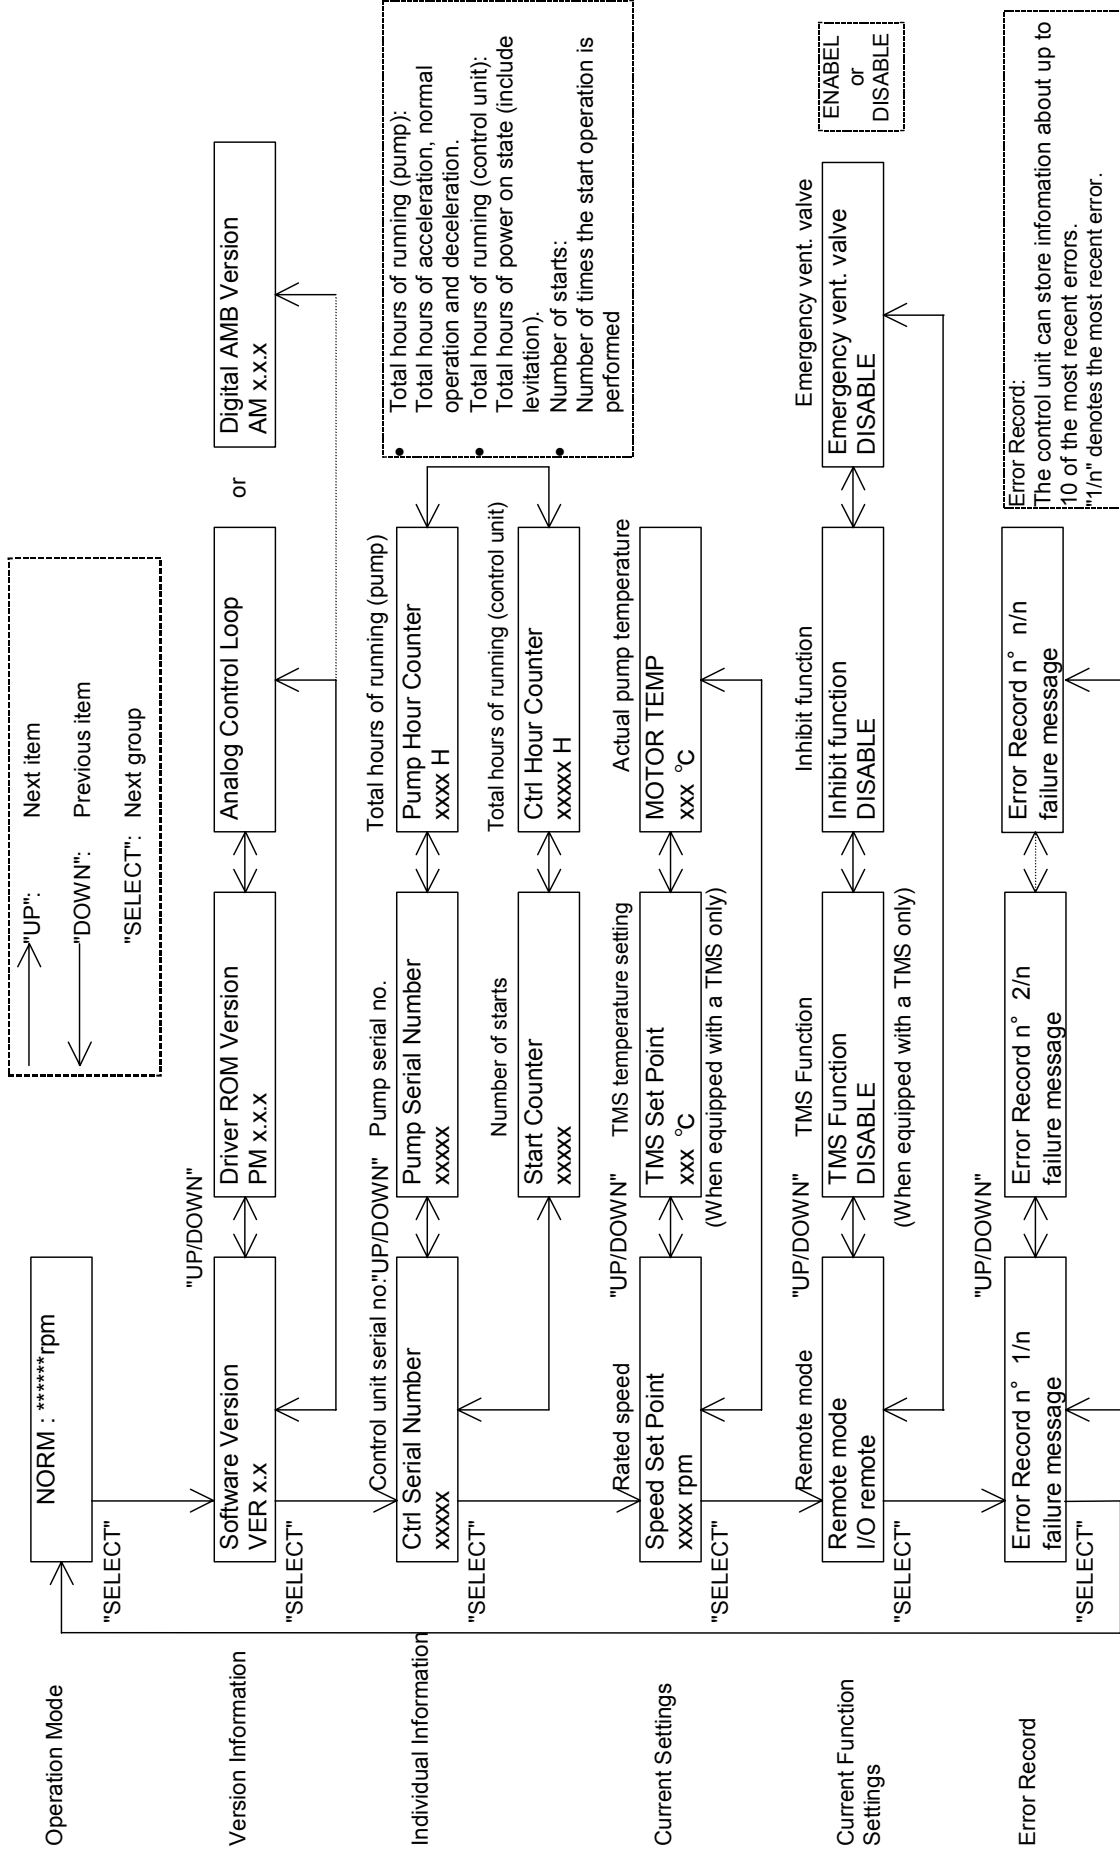 "UP": Next item
"DOWN": Previous item
"SELECT": Next group
Operation Mode
NORM : ******rpm
"SELECT"
Version Information
"UP/DOWN"
Software Version
VER x.x
Driver ROM Version
PM x.x.x
Analog Control Loop
or
Digital AMB Version
AM x.x.x
"SELECT"
Individual Information
Control unit serial no.
"UP/DOWN"
Pump serial no.
Total hours of running (pump)
Ctrl Serial Number
xxxxx
Pump Serial Number
xxxxx
Pump Hour Counter
xxxx H
Number of starts
Total hours of running (control unit)
Start Counter
xxxxx
Ctrl Hour Counter
xxxxx H
• Total hours of running (pump):
Total hours of acceleration, normal
operation and deceleration.
• Total hours of running (control unit):
Total hours of power on state (include
levitation).
• Number of starts:
Number of times the start operation is
performed
"SELECT"
Current Settings
Rated speed
"UP/DOWN"
TMS temperature setting
Actual pump temperature
Speed Set Point
xxxx rpm
TMS Set Point
xxx °C
MOTOR TEMP
xxx °C
(When equipped with a TMS only)
"SELECT"
Current Function
Settings
Remote mode
"UP/DOWN"
TMS Function
Inhibit function
Emergency vent. valve
Remote mode
I/O remote
TMS Function
DISABLE
Inhibit function
DISABLE
Emergency vent. valve
DISABLE
ENABEL
or
DISABLE
(When equipped with a TMS only)
"SELECT"
Error Record
"UP/DOWN"
Error Record n° 1/n
failure message
Error Record n° 2/n
failure message
Error Record n° n/n
failure message
Error Record:
The control unit can store infomation about up to
10 of the most recent errors.
"1/n" denotes the most recent error.
"SELECT"